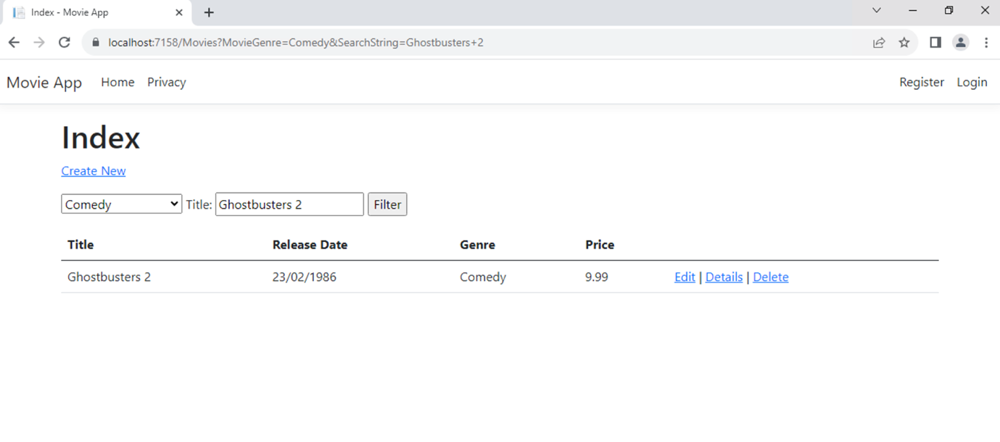 Index - Movie App
localhost:7158/Movies?MovieGenre=Comedy&SearchString=Ghostbusters+2
Movie App Home Privacy Register Login
Index
Create New
Comedy Title: Ghostbusters 2 Filter
Title Release Date Genre Price
Ghostbusters 2 23/02/1986 Comedy 9.99 Edit | Details | Delete